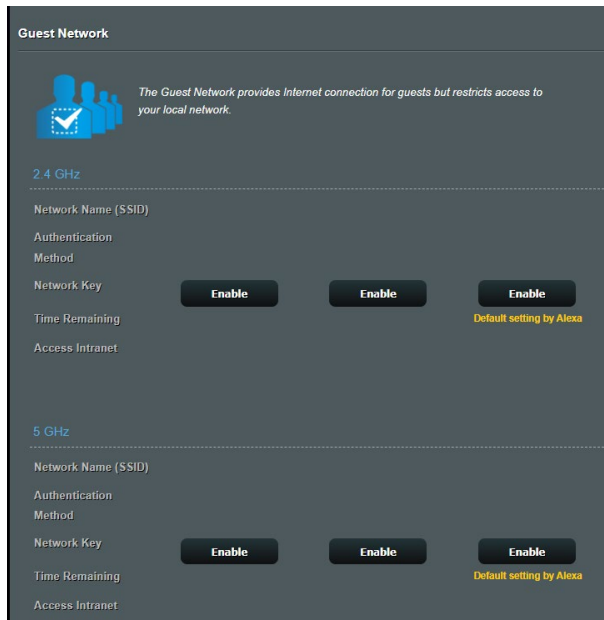 Guest Network
The Guest Network provides Internet connection for guests but restricts access to
your local network.
2.4 GHz
Network Name (SSID)
Authentication
Method
Network Key
Enable Enable Enable
Time Remaining
Default setting by Alexa
Access Intranet
5 GHz
Network Name (SSID)
Authentication
Method
Network Key
Enable Enable Enable
Time Remaining
Default setting by Alexa
Access Intranet